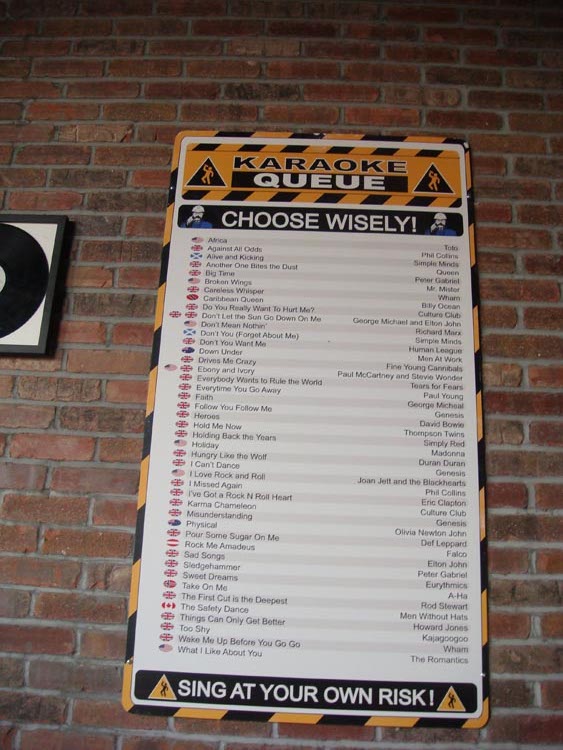 KARAOKE
QUEUE
CHOOSE WISELY!
Africa Toto
Against All Odds Phil Collins
Alive and Kicking Simple Minds
Another One Bites the Dust Queen
Big Time Peter Gabriel
Broken Wings Mr. Mister
Careless Whisper Wham
Caribbean Queen Billy Ocean
Do You Really Want To Hurt Me? Culture Club
Don't Let the Sun Go Down On Me George Michael and Elton John
Don't Mean Nothin' Richard Marx
Don't You (Forget About Me) Simple Minds
Don't You Want Me Human League
Down Under Men At Work
Drives Me Crazy Fine Young Cannibals
Ebony and Ivory Paul McCartney and Stevie Wonder
Everybody Wants to Rule the World Tears for Fears
Everytime You Go Away Paul Young
Faith George Micheal
Follow You Follow Me Genesis
Heroes David Bowie
Hold Me Now Thompson Twins
Holding Back the Years Simply Red
Holiday Madonna
Hungry Like the Wolf Duran Duran
I Can't Dance Genesis
I Love Rock and Roll Joan Jett and the Blackhearts
I Missed Again Phil Collins
I've Got a Rock N Roll Heart Eric Clapton
Karma Chameleon Culture Club
Misunderstanding Genesis
Physical Olivia Newton John
Pour Some Sugar On Me Def Leppard
Rock Me Amadeus Falco
Sad Songs Elton John
Sledgehammer Peter Gabriel
Sweet Dreams Eurythmics
Take On Me A-Ha
The First Cut is the Deepest Rod Stewart
The Safety Dance Men Without Hats
Things Can Only Get Better Howard Jones
Too Shy Kajagoogoo
Wake Me Up Before You Go Go Wham
What I Like About You The Romantics
SING AT YOUR OWN RISK!